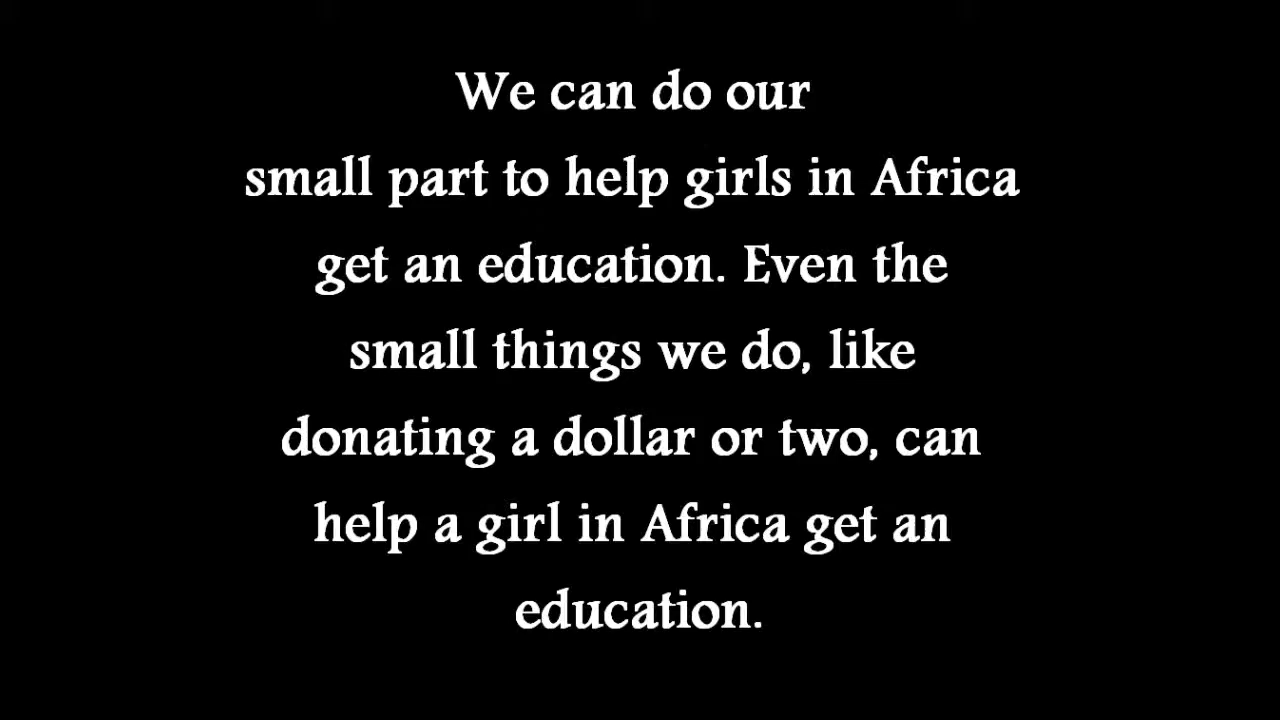 We can do our
small part to help girls in Africa
get an education. Even the
small things we do, like
donating a dollar or two, can
help a girl in Africa get an
education.